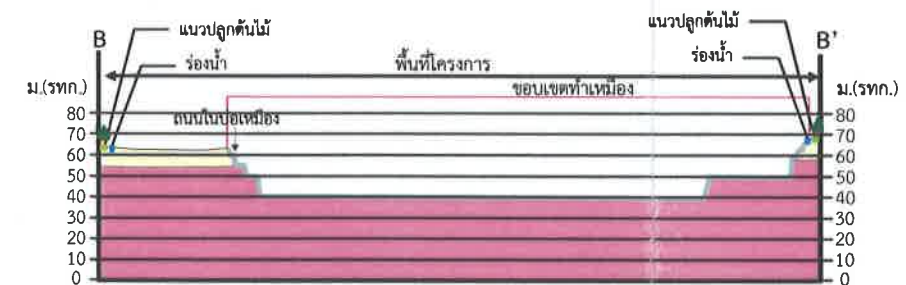 แนวปลูกต้นไม้
แนวปลูกต้นไม้
B
B'
ร่องน้ำ
พื้นที่โครงการ
ร่องน้ำ
ม.(รทก.)
ขอบเขตทำเหมือง
ม.(รทก.)
80
ถนนในบ่อเหมือง
80
70
70
60
60
50
50
40
40
30
30
20
20
10
10
0
0